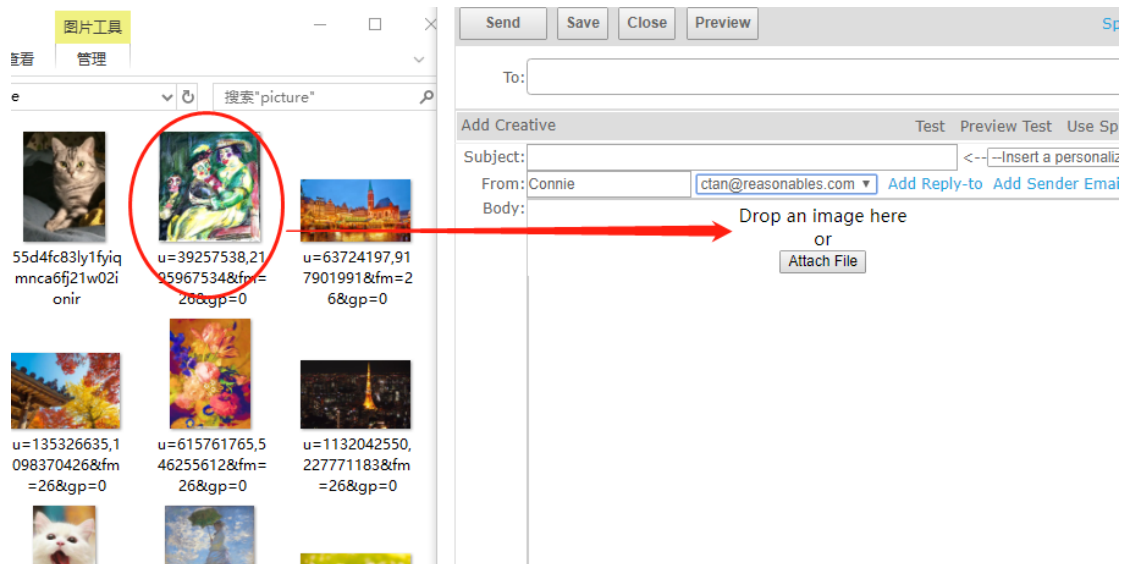 图片工具
查看 管理
e
搜索"picture"
55d4fc83ly1fyiq
mnca6fj21w02i
onir
u=39257538,21
95967534&fm=
26&gp=0
u=63724197,91
7901991&fm=2
6&gp=0
u=135326635,1
098370426&fm
=26&gp=0
u=615761765,5
46255612&fm=
26&gp=0
u=1132042550,
227771183&fm
=26&gp=0
Send Save Close Preview Sp
To:
Add Creative Test Preview Test Use Sp
Subject: <-- --Insert a personaliz
From: Connie ctan@reasonables.com Add Reply-to Add Sender Emai
Body:
Drop an image here
or
Attach File